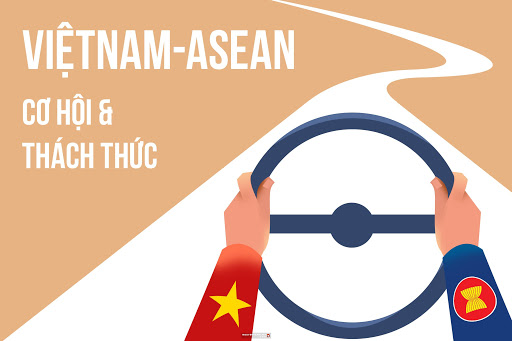 VIỆTNAM-ASEAN
CƠ HỘI &
THÁCH THỨC